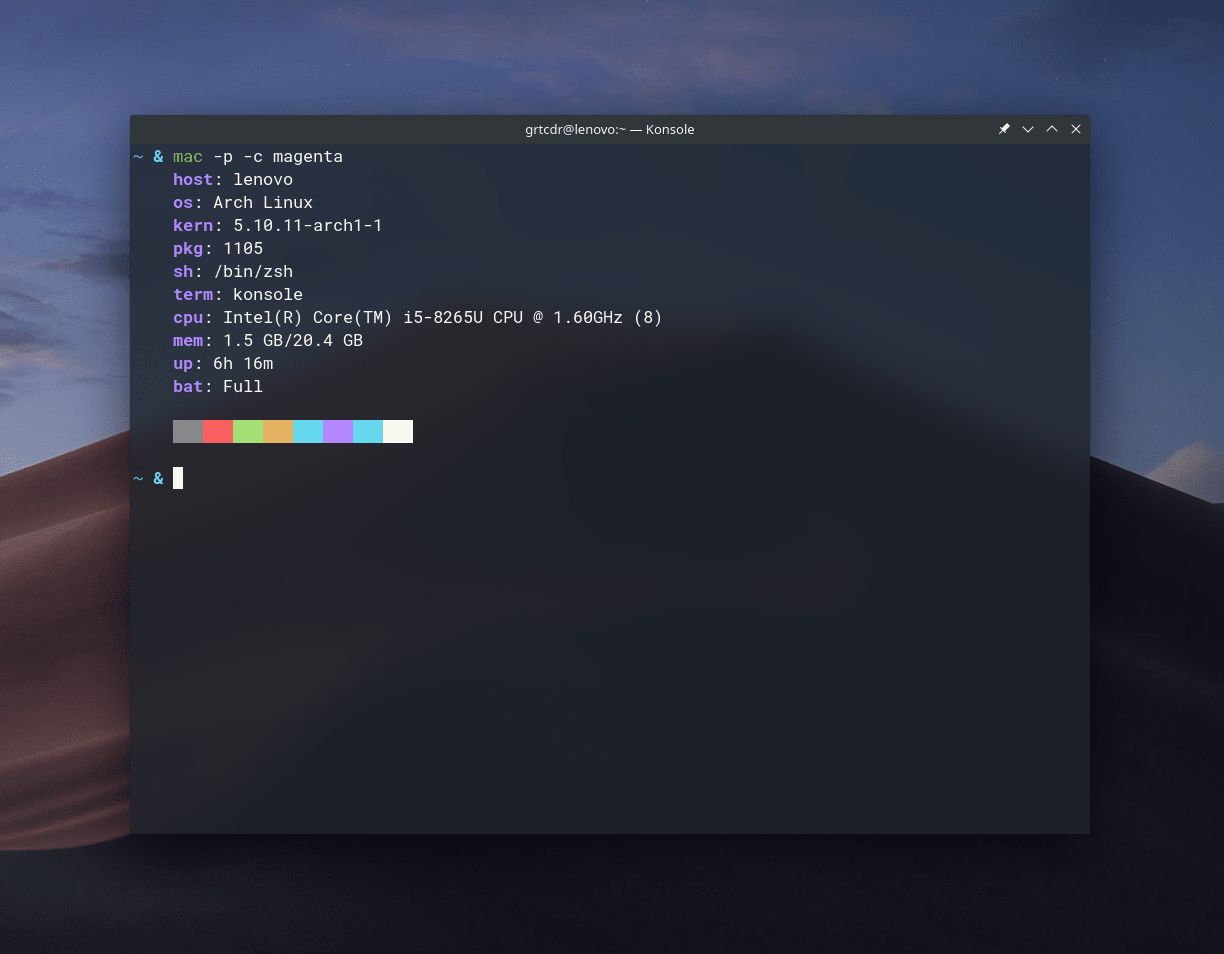 grtcdr@lenovo:~ — Konsole
~ & mac -p -c magenta
host: lenovo
os: Arch Linux
kern: 5.10.11-arch1-1
pkg: 1105
sh: /bin/zsh
term: konsole
cpu: Intel(R) Core(TM) i5-8265U CPU @ 1.60GHz (8)
mem: 1.5 GB/20.4 GB
up: 6h 16m
bat: Full
~ &